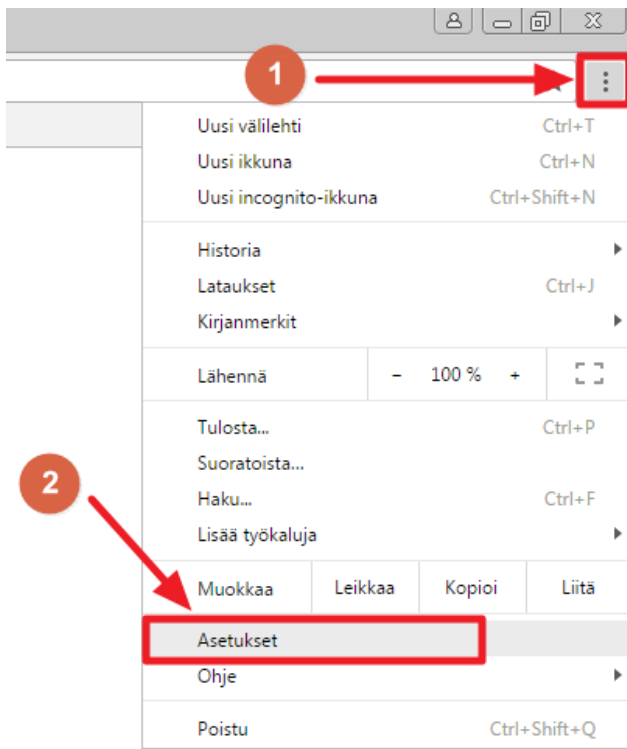 1
Uusi välilehti Ctrl+T
Uusi ikkuna Ctrl+N
Uusi incognito-ikkuna Ctrl+Shift+N
Historia
Lataukset Ctrl+J
Kirjanmerkit
Lähennä - 100 % +
Tulosta... Ctrl+P
Suoratoista...
2
Haku... Ctrl+F
Lisää työkaluja
Muokkaa Leikkaa Kopioi Liitä
Asetukset
Ohje
Poistu Ctrl+Shift+Q